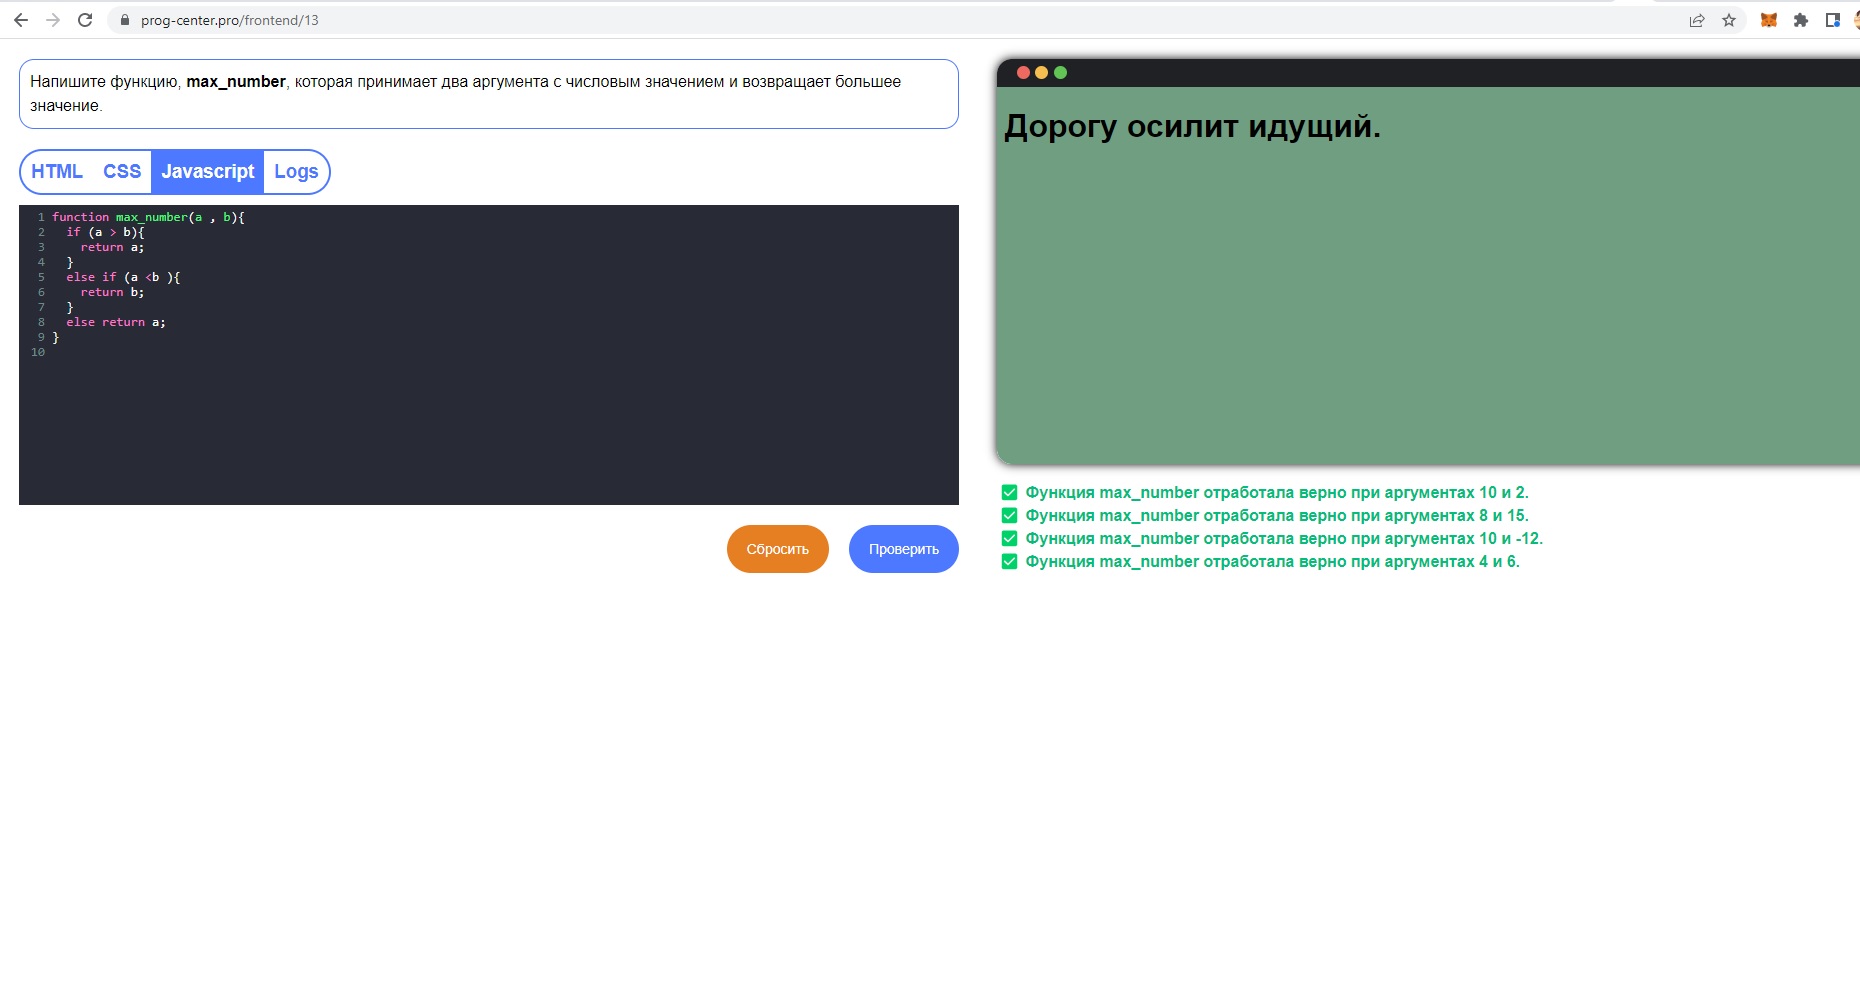 prog-center.pro/frontend/13
Напишите функцию, max_number, которая принимает два аргумента с числовым значением и возвращает большее
значение.
HTML CSS Javascript Logs
1 function max_number(a , b){
2   if (a > b){
3     return a;
4   }
5   else if (a <b ){
6     return b;
7   }
8   else return a;
9 }
10
Сбросить Проверить
Дорогу осилит идущий.
Функция max_number отработала верно при аргументах 10 и 2.
Функция max_number отработала верно при аргументах 8 и 15.
Функция max_number отработала верно при аргументах 10 и -12.
Функция max_number отработала верно при аргументах 4 и 6.